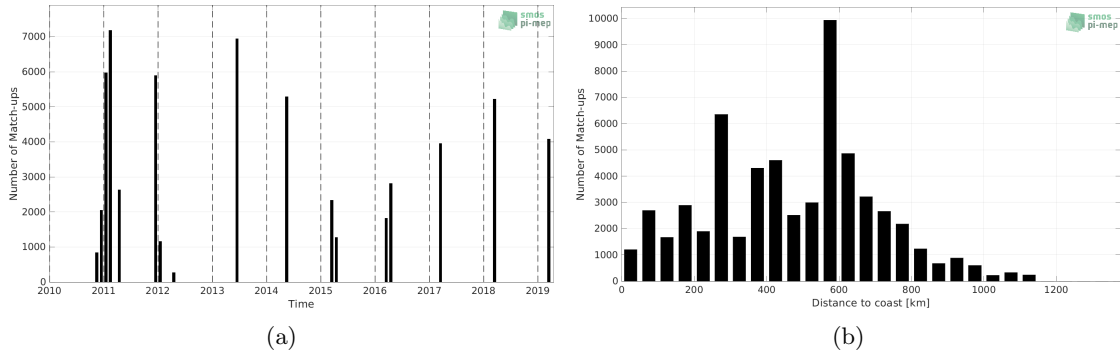 smos
pi-mep
7000
6000
5000
4000
3000
2000
1000
0
Number of Match-ups
2010 2011 2012 2013 2014 2015 2016 2017 2018 2019
Time
(a)
smos
pi-mep
10000
9000
8000
7000
6000
5000
4000
3000
2000
1000
0
Number of Match-ups
0 200 400 600 800 1000 1200
Distance to coast [km]
(b)